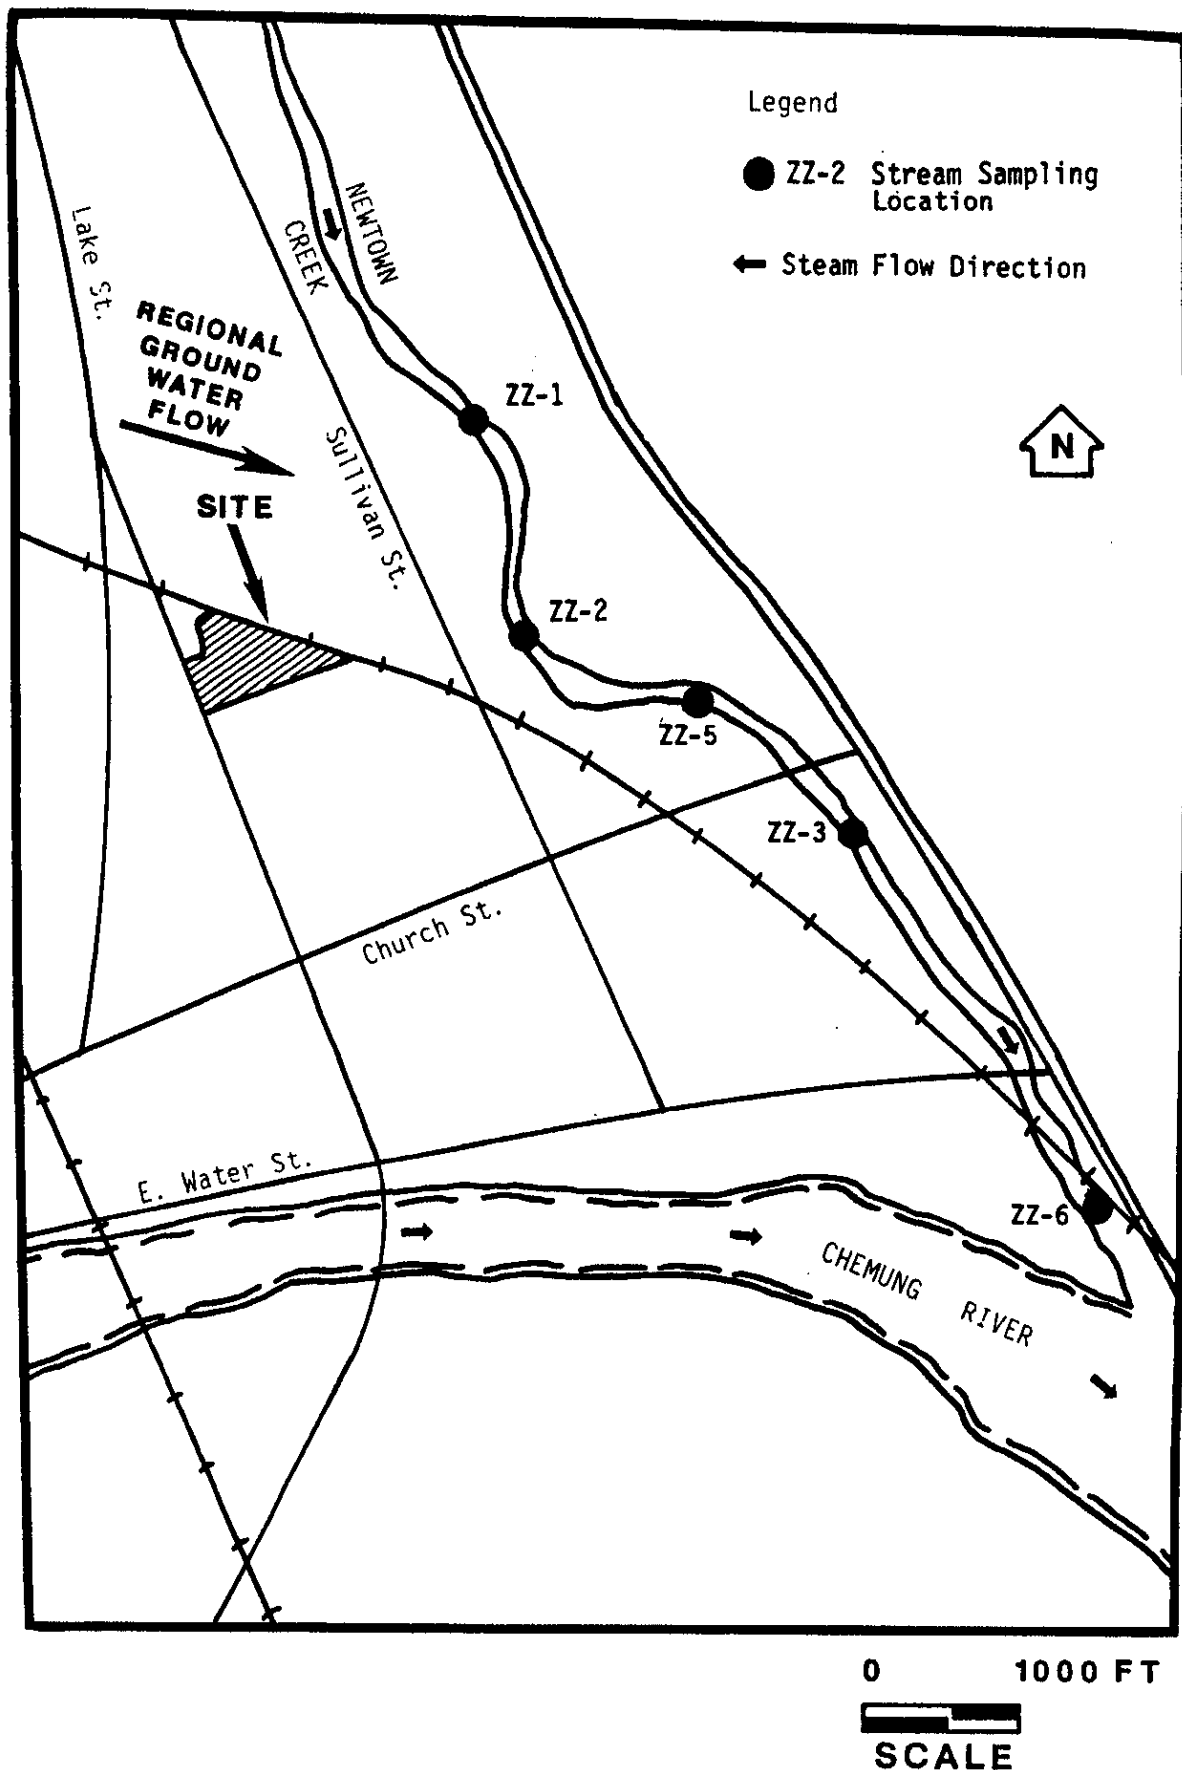 Legend
ZZ-2 Stream Sampling
Location
Steam Flow Direction
NEWTOWN
CREEK
Lake St.
REGIONAL
GROUND
WATER
FLOW
ZZ-1
N
Sullivan St.
SITE
ZZ-2
ZZ-5
ZZ-3
Church St.
E. Water St.
ZZ-6
CHEMUNG RIVER
0 1000 FT
SCALE